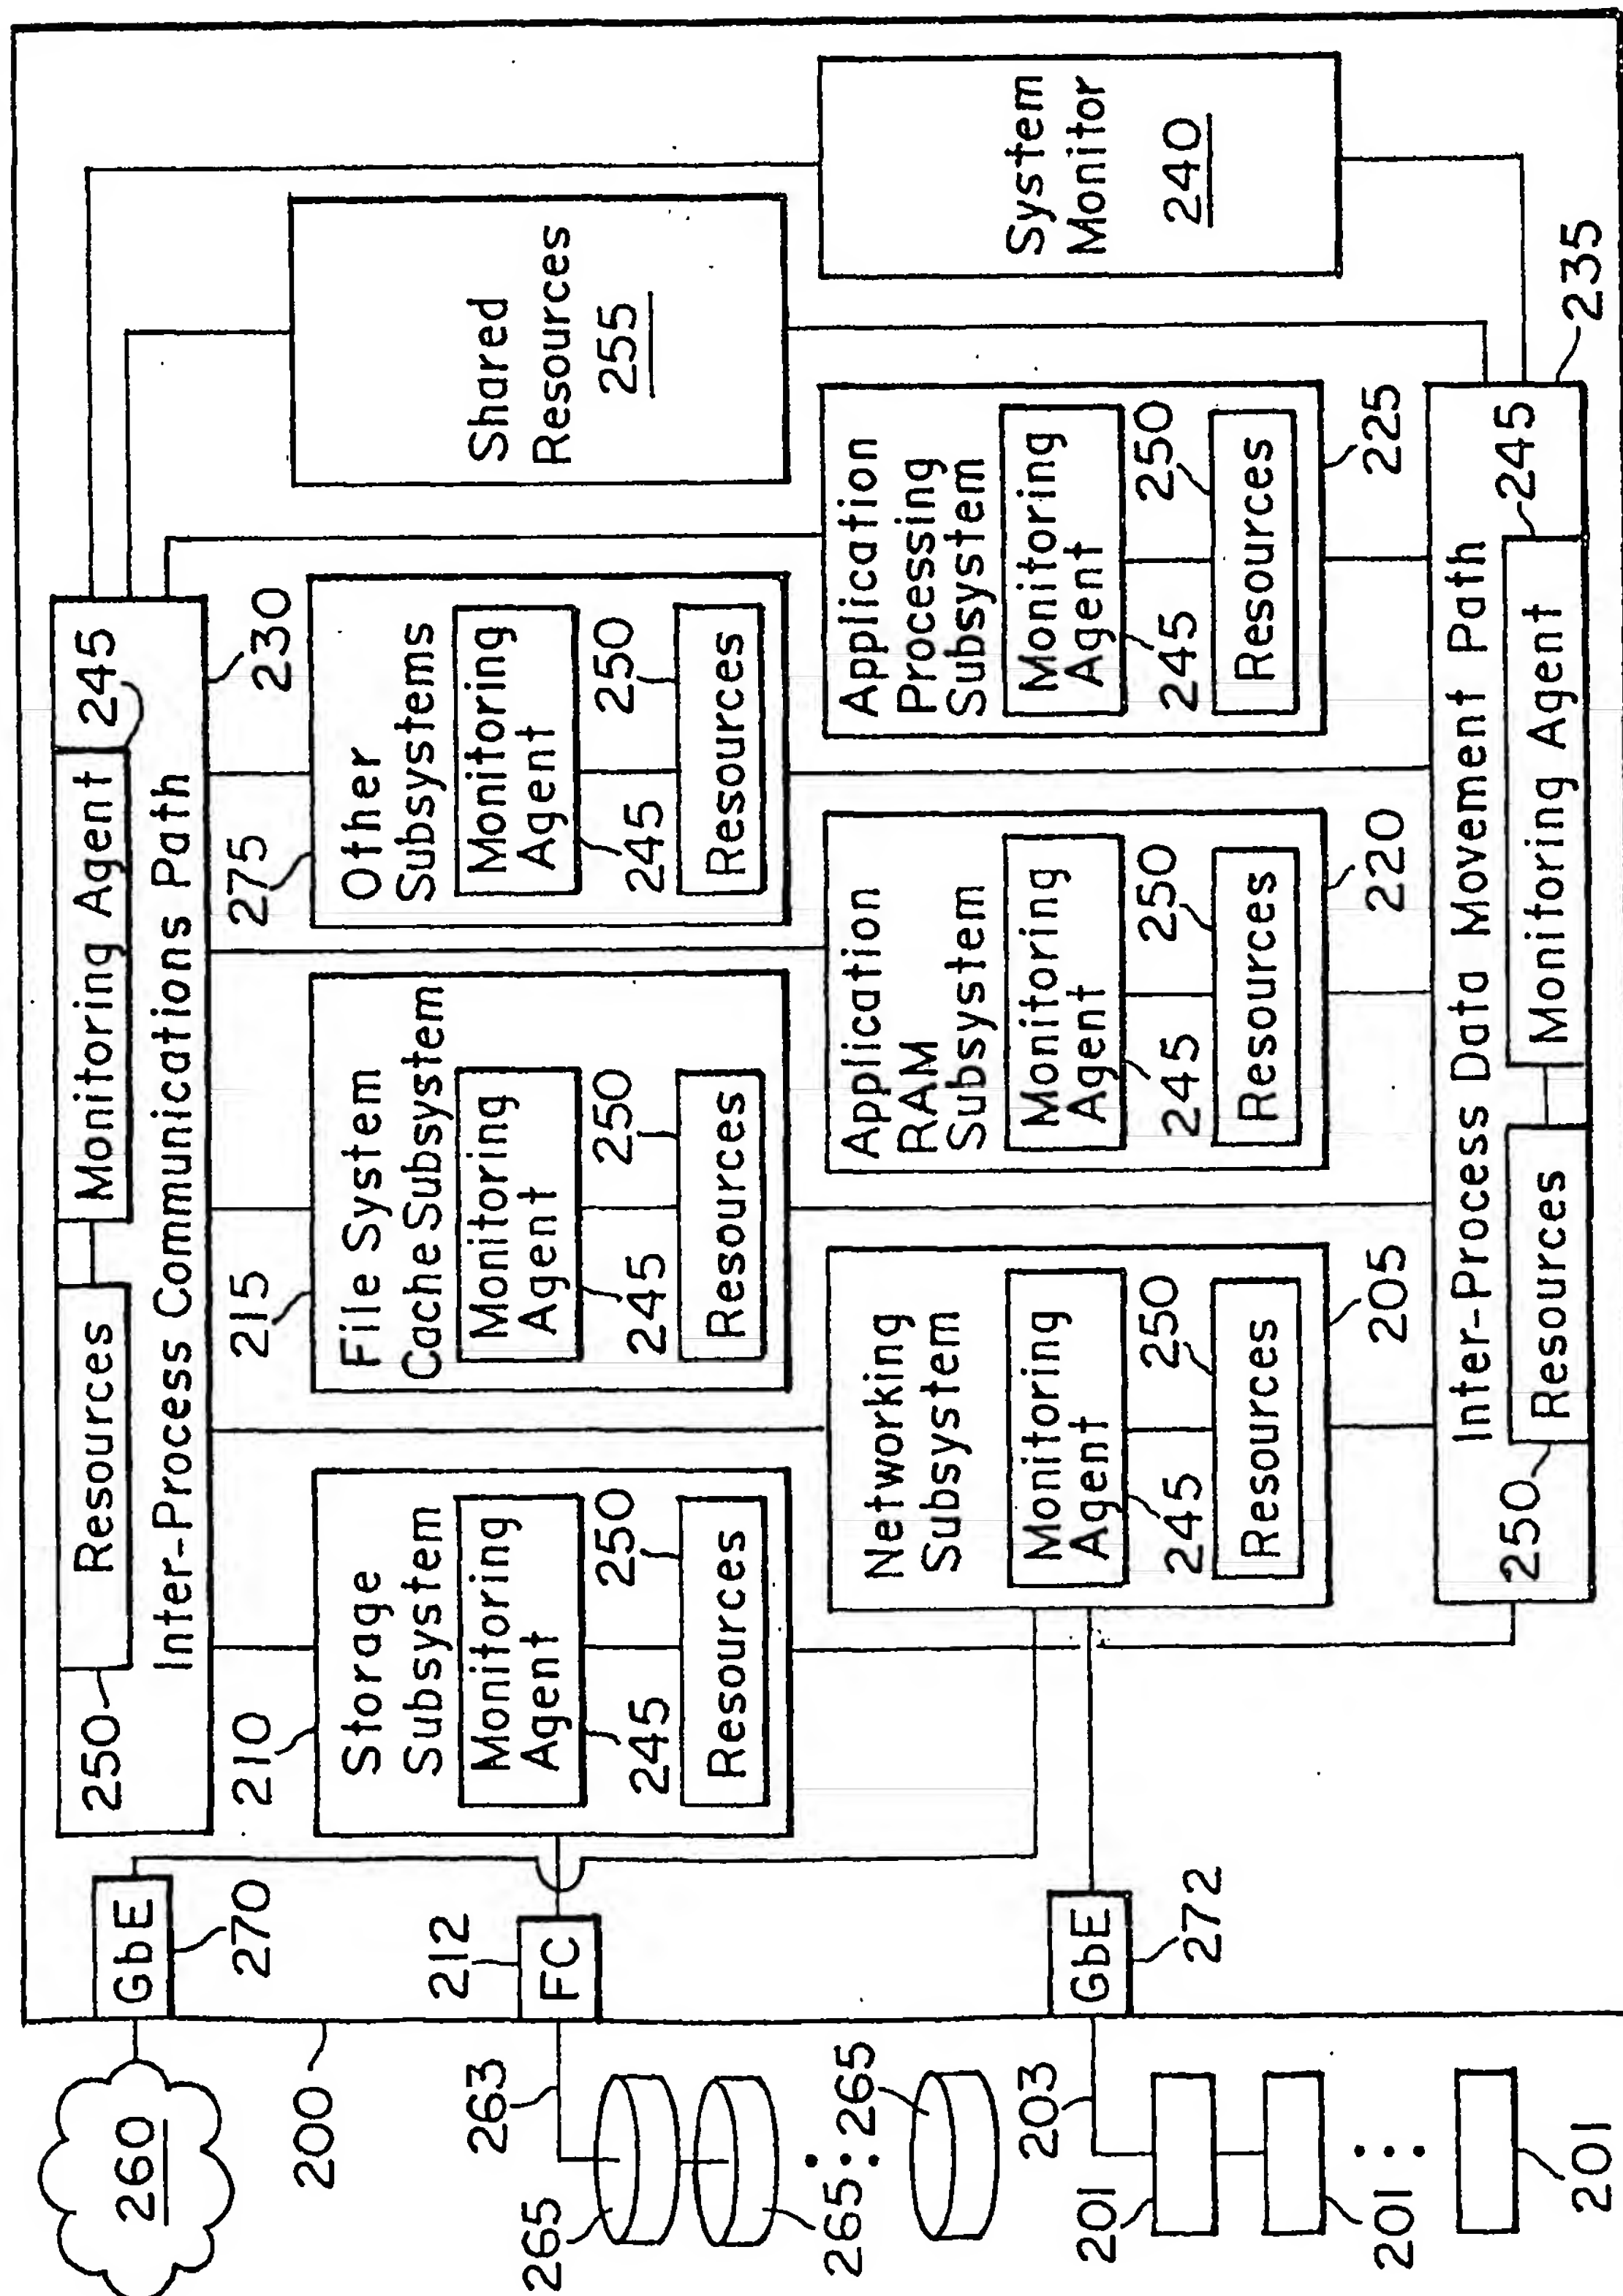 260
GbE
270
200
250
Resources
Monitoring Agent
245
Inter-Process Communications Path
230
210
Storage
Subsystem
Monitoring
Agent
245
250
Resources
215
File System
Cache Subsystem
Monitoring
Agent
245
250
Resources
275
Other
Subsystems
Monitoring
Agent
245
250
Resources
Shared
Resources
255
System
Monitor
240
212
FC
263
265
265
265
Networking
Subsystem
Monitoring
Agent
245
250
Resources
205
Application
RAM
Subsystem
Monitoring
Agent
245
250
Resources
220
Application
Processing
Subsystem
Monitoring
Agent
245
250
Resources
225
GbE
272
203
201
201
201
Inter-Process Data Movement Path
235
250
Resources
Monitoring Agent
245